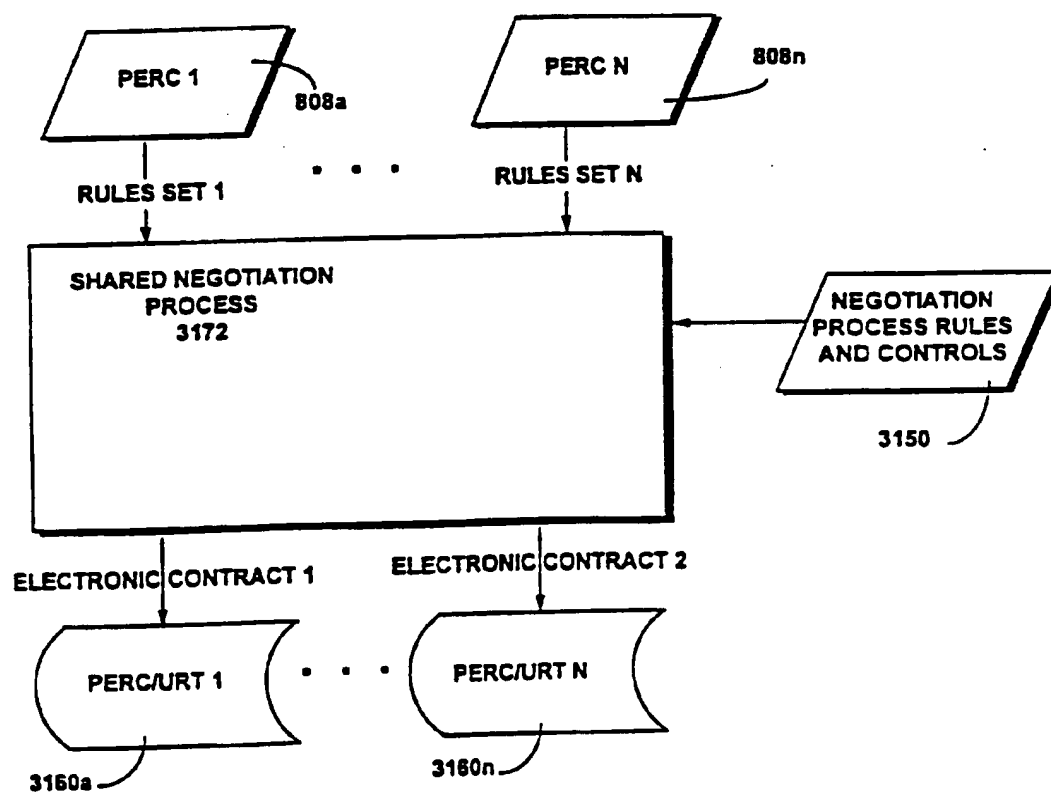 PERC 1
808a
PERC N
808n
RULES SET 1
RULES SET N
SHARED NEGOTIATION
PROCESS
3172
NEGOTIATION
PROCESS RULES
AND CONTROLS
3150
ELECTRONIC CONTRACT 1
ELECTRONIC CONTRACT 2
PERC/URT 1
PERC/URT N
3160a
3160n